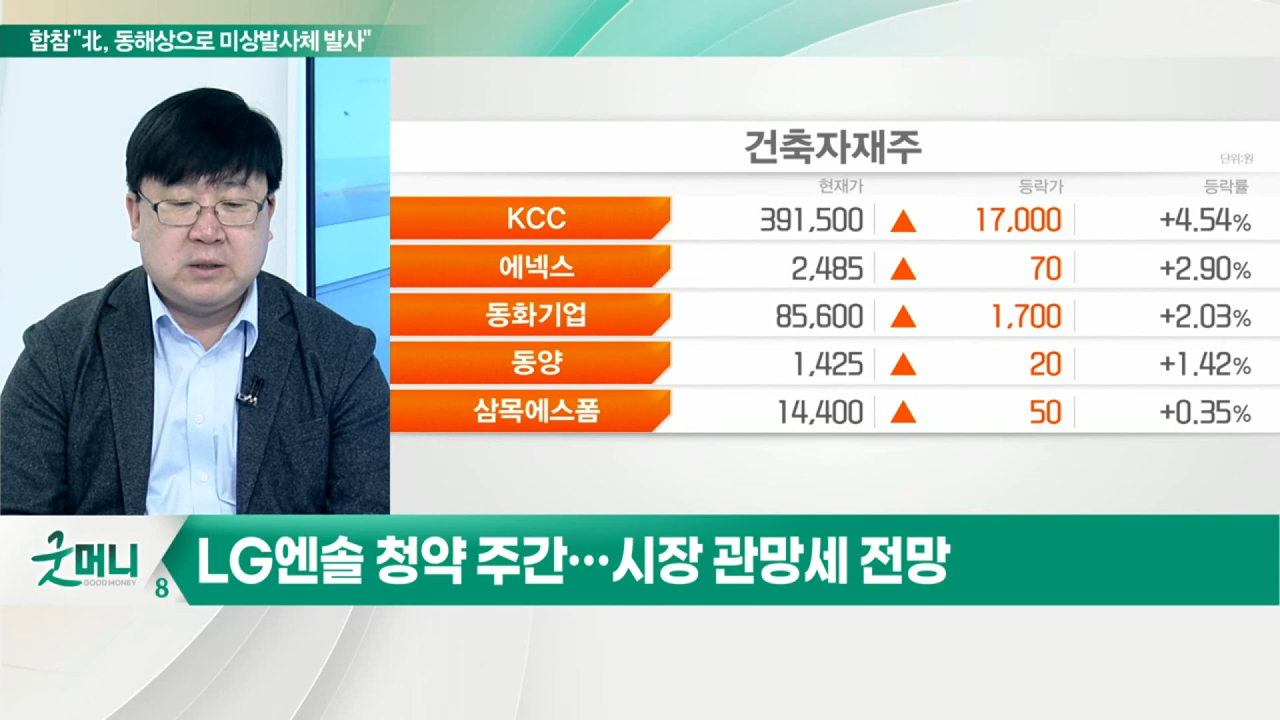 합참 "北, 동해상으로 미상발사체 발사"
건축자재주
단위:원
현재가 등락가 등락률
KCC 391,500 ▲ 17,000 +4.54%
에넥스 2,485 ▲ 70 +2.90%
동화기업 85,600 ▲ 1,700 +2.03%
동양 1,425 ▲ 20 +1.42%
삼목에스폼 14,400 ▲ 50 +0.35%
굿머니
GOOD MONEY
8
LG엔솔 청약 주간…시장 관망세 전망